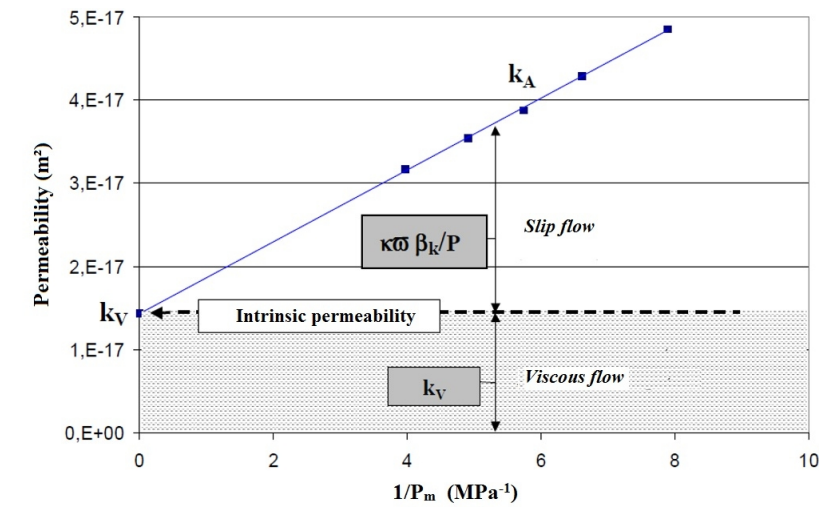 5,E-17
4,E-17
3,E-17
2,E-17
1,E-17
0,E+00
Permeability (m²)
k_A
Slip flow
κϖ β_k/P
k_V
Intrinsic permeability
Viscous flow
k_V
0 2 4 6 8 10
1/P_m (MPa⁻¹)